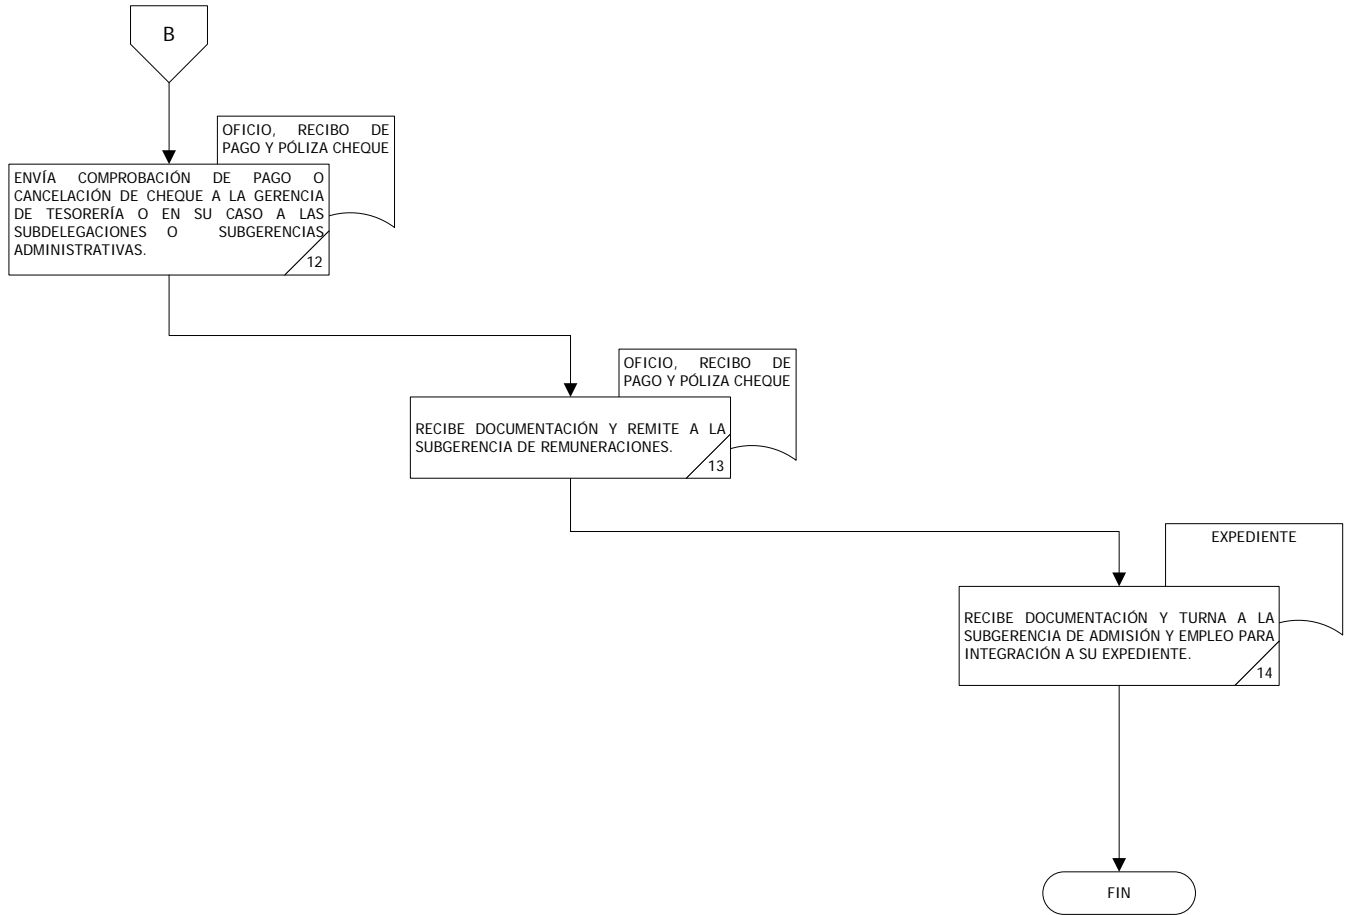 B
OFICIO, RECIBO DE
PAGO Y PÓLIZA CHEQUE
ENVÍA COMPROBACIÓN DE PAGO O
CANCELACIÓN DE CHEQUE A LA GERENCIA
DE TESORERÍA O EN SU CASO A LAS
SUBDELEGACIONES O SUBGERENCIAS
ADMINISTRATIVAS.
12
OFICIO, RECIBO DE
PAGO Y PÓLIZA CHEQUE
RECIBE DOCUMENTACIÓN Y REMITE A LA
SUBGERENCIA DE REMUNERACIONES.
13
EXPEDIENTE
RECIBE DOCUMENTACIÓN Y TURNA A LA
SUBGERENCIA DE ADMISIÓN Y EMPLEO PARA
INTEGRACIÓN A SU EXPEDIENTE.
14
FIN